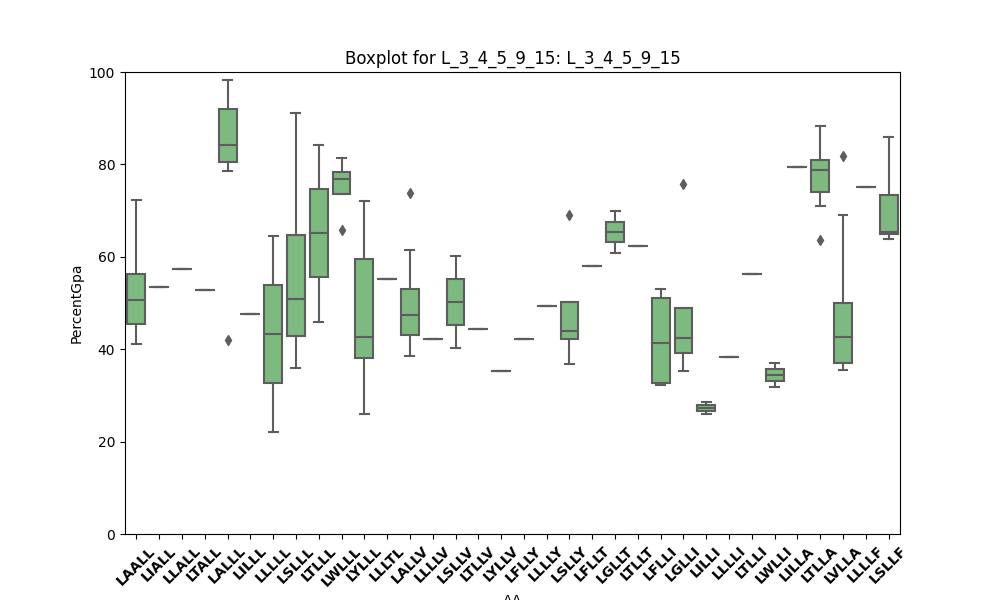 Boxplot for L_3_4_5_9_15: L_3_4_5_9_15
100
80
60
40
20
0
PercentGpa
LAALL
LIALL
LLALL
LTALL
LALLL
LILLL
LLLLL
LSLLL
LTLLL
LWLLL
LYLLL
LLLTL
LALLV
LLLLV
LSLLV
LTLLV
LYLLV
LFLLY
LLLLY
LSLLY
LFLLT
LGLLT
LTLLT
LFLLI
LGLLI
LILLI
LLLLI
LTLLI
LWLLI
LILLA
LTLLA
LVLLA
LLLLF
LSLLF
AA